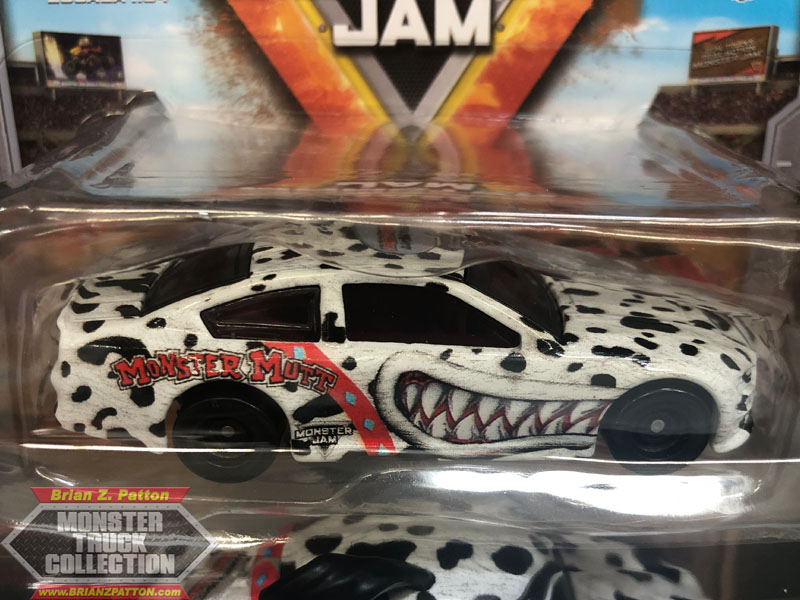 JAM
MONSTER MUTT
MONSTER
JAM
Brian Z. Patton
MONSTER
TRUCK
COLLECTION
www.BRIANZPATTON.com